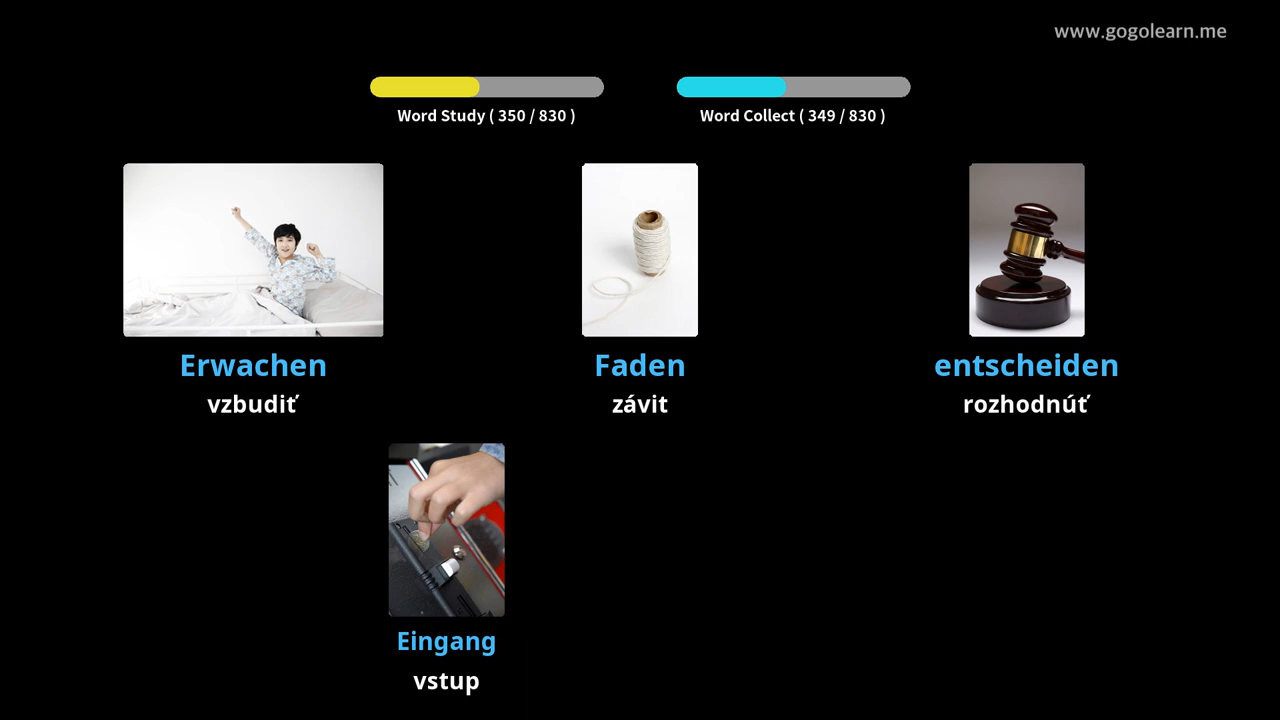 www.gogolearn.me
Word Study ( 350 / 830 )
Word Collect ( 349 / 830 )
Erwachen
vzbudiť
Faden
závit
entscheiden
rozhodnúť
Eingang
vstup